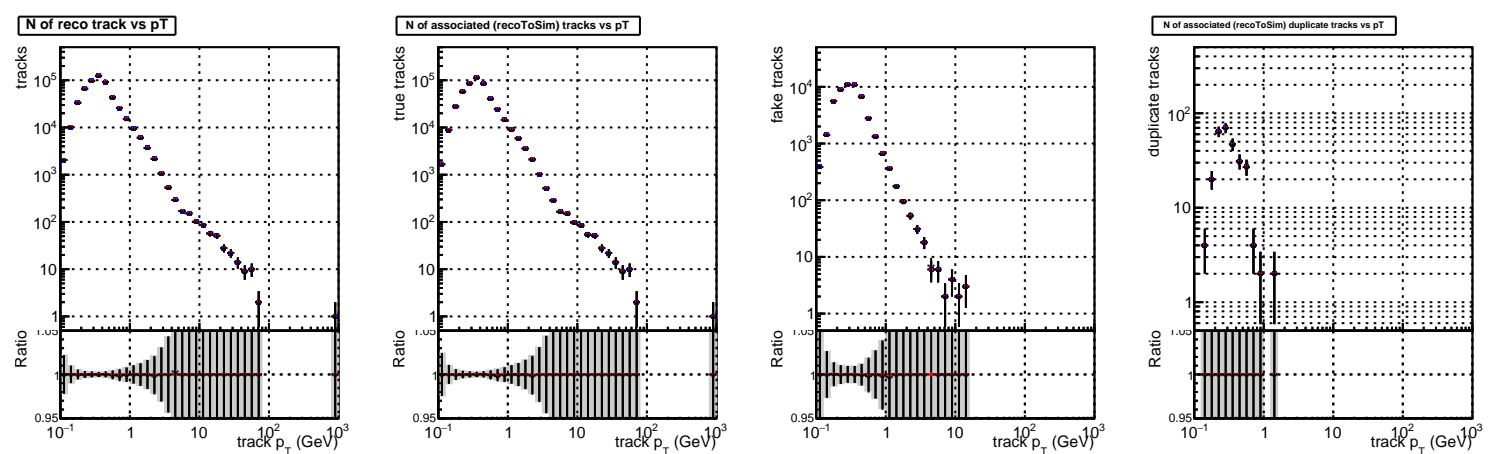 N of reco track vs pT
tracks
10^5
10^4
10^3
10^2
10
1
Ratio
1.05
1
0.95
10^-1 1 10 10^2 10^3
track p_T (GeV)
N of associated (recoToSim) tracks vs pT
true tracks
10^5
10^4
10^3
10^2
10
1
Ratio
1.05
1
0.95
10^-1 1 10 10^2 10^3
track p_T (GeV)
fake tracks
10^4
10^3
10^2
10
1
Ratio
1.05
1
0.95
10^-1 1 10 10^2 10^3
track p_T (GeV)
N of associated (recoToSim) duplicate tracks vs pT
duplicate tracks
10^2
10
1
Ratio
1.05
1
0.95
10^-1 1 10 10^2 10^3
track p_T (GeV)